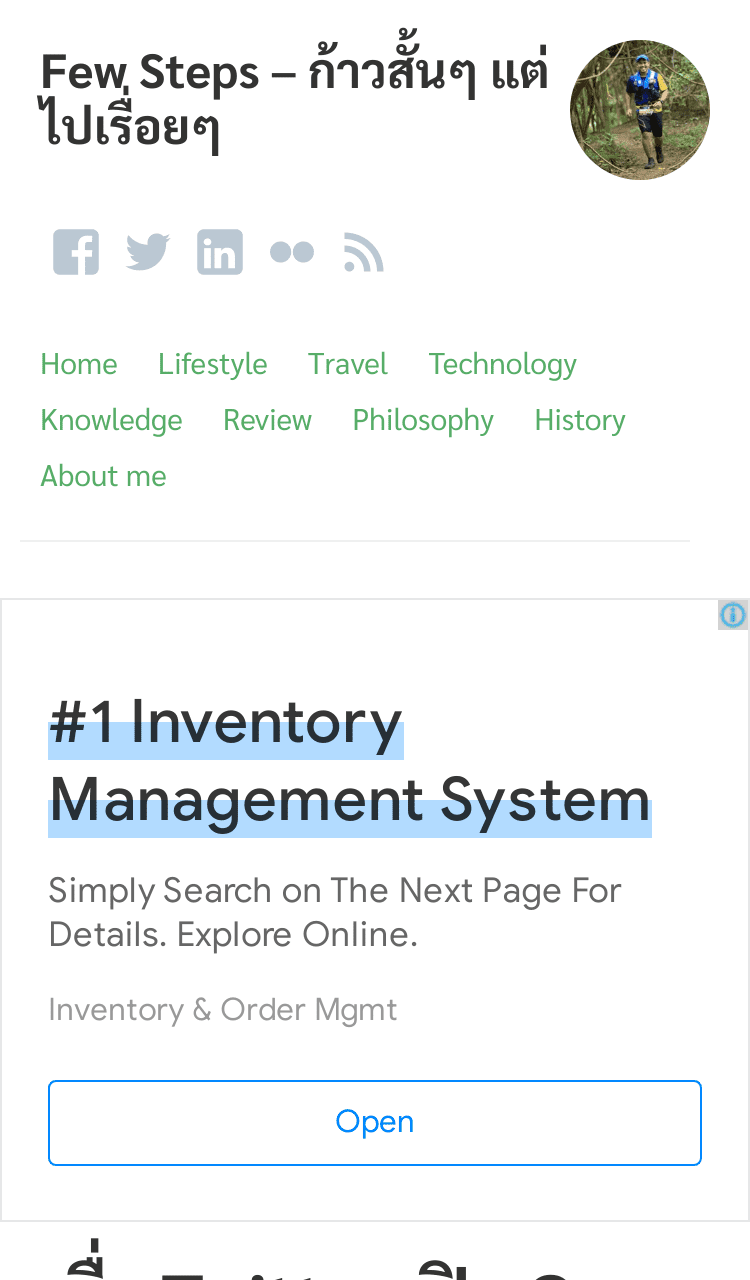 Few Steps – ก้าวสั้นๆ แต่
ไปเรื่อยๆ
Home Lifestyle Travel Technology
Knowledge Review Philosophy History
About me
#1 Inventory
Management System
Simply Search on The Next Page For
Details. Explore Online.
Inventory & Order Mgmt
Open